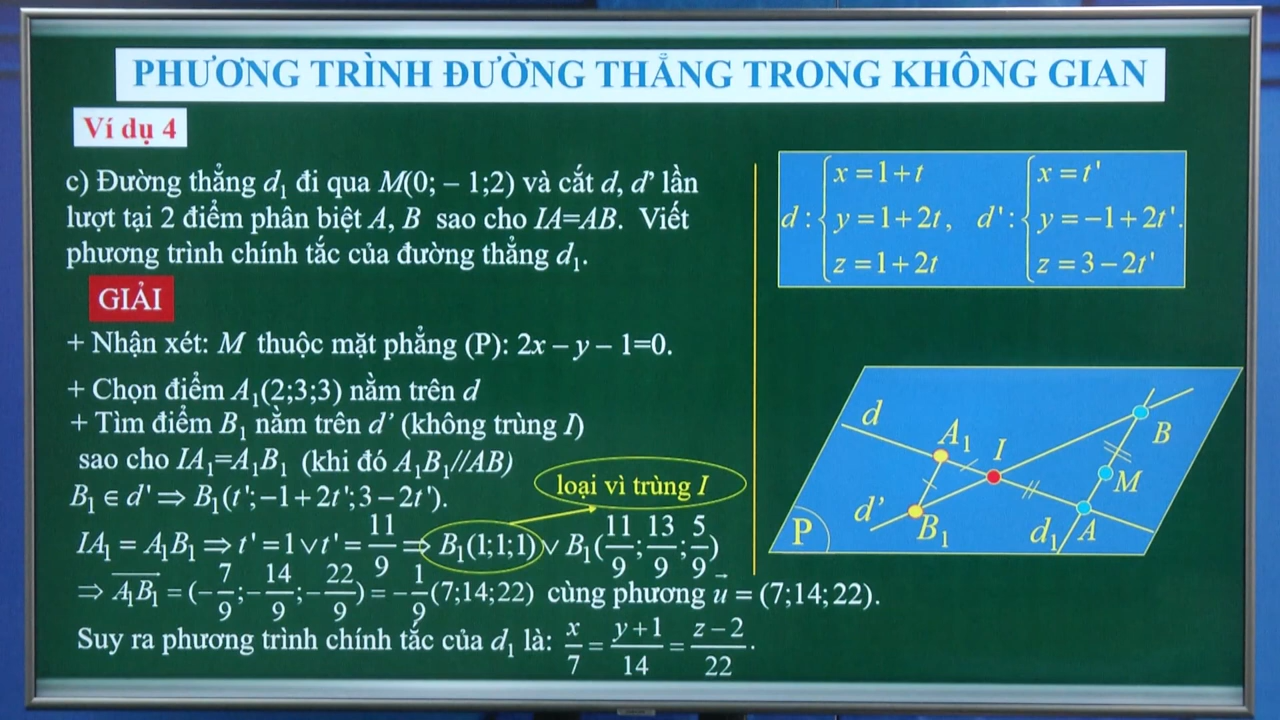 PHƯƠNG TRÌNH ĐƯỜNG THẲNG TRONG KHÔNG GIAN
Ví dụ 4
c) Đường thẳng d₁ đi qua M(0; – 1;2) và cắt d, d’ lần
lượt tại 2 điểm phân biệt A, B sao cho IA=AB. Viết
phương trình chính tắc của đường thẳng d₁.
GIẢI
+ Nhận xét: M thuộc mặt phẳng (P): 2x – y – 1=0.
+ Chọn điểm A₁(2;3;3) nằm trên d
+ Tìm điểm B₁ nằm trên d’ (không trùng I)
sao cho IA₁=A₁B₁ (khi đó A₁B₁//AB)
loại vì trùng I
B₁ ∈ d' ⇒ B₁(t';−1+2t';3−2t').
IA₁ = A₁B₁ ⇒ t' = 1 ∨ t' = 11/9 ⇒ B₁(1;1;1) ∨ B₁(11/9;13/9;5/9)
⇒ A₁B₁ = (−7/9;−14/9;−22/9) = −1/9(7;14;22) cùng phương u = (7;14;22).
Suy ra phương trình chính tắc của d₁ là: x/7 = (y+1)/14 = (z−2)/22.
d : { x = 1+t
y = 1+2t,
z = 1+2t
d' : { x = t'
y = −1+2t'.
z = 3−2t'
d
A₁
I
B
M
d’
B₁
d₁
A
P